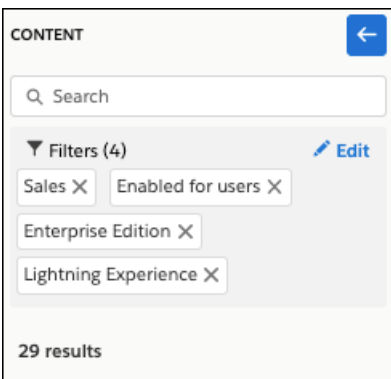 CONTENT
Search
Filters (4) Edit
Sales Enabled for users
Enterprise Edition
Lightning Experience
29 results